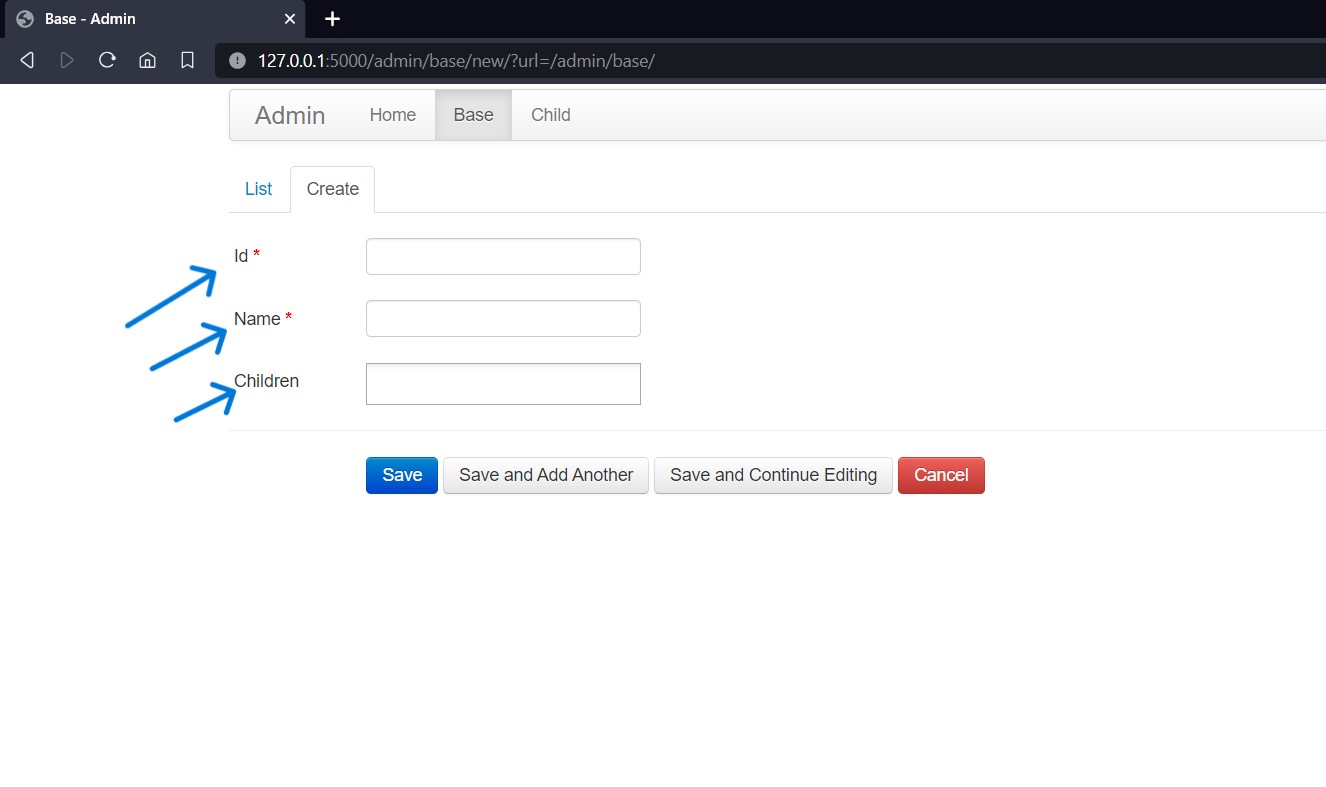 Base - Admin
127.0.0.1:5000/admin/base/new/?url=/admin/base/
Admin Home Base Child
List Create
Id *
Name *
Children
Save Save and Add Another Save and Continue Editing Cancel